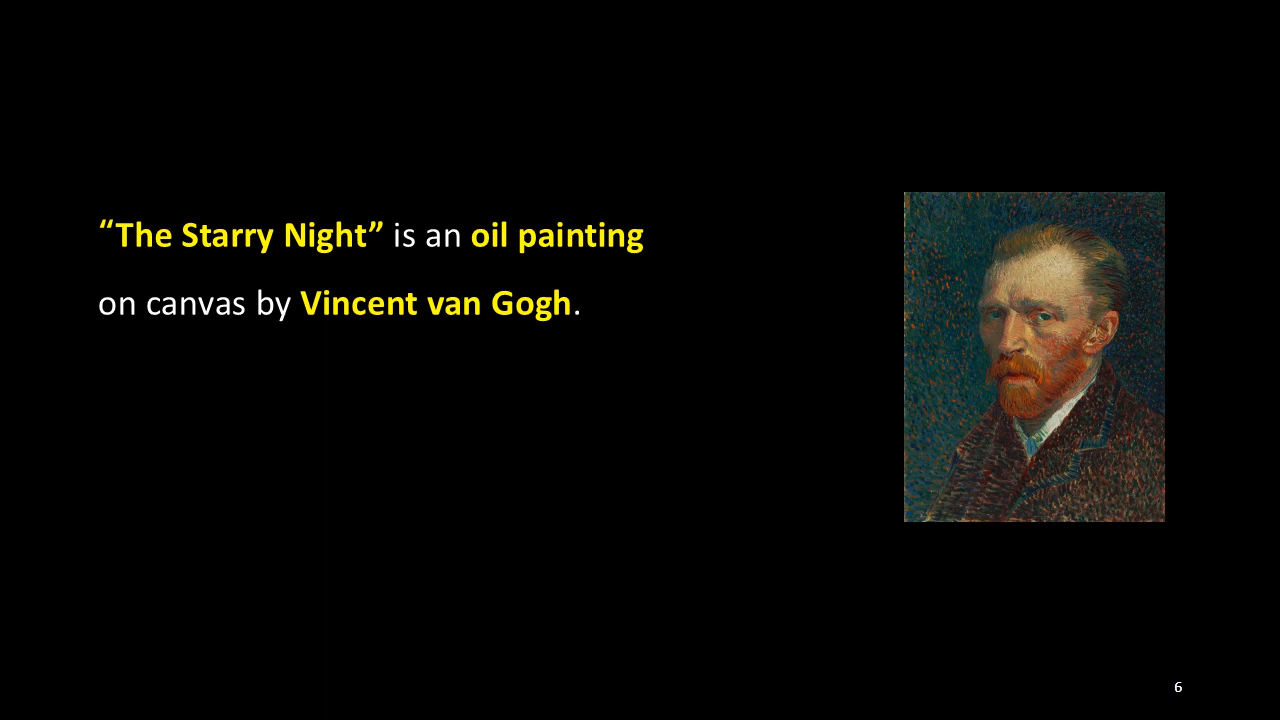 “The Starry Night” is an oil painting
on canvas by Vincent van Gogh.
6